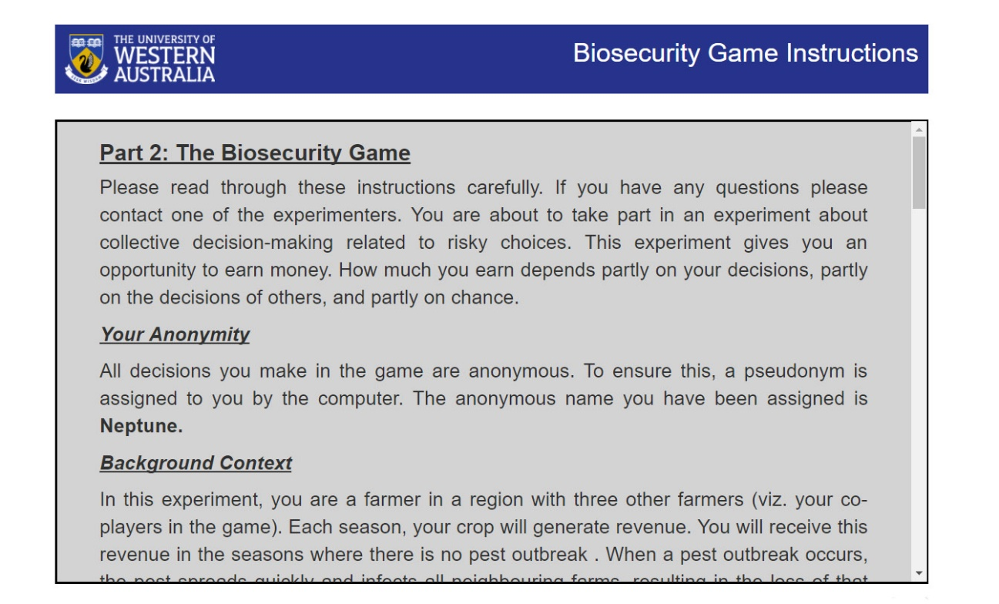 THE UNIVERSITY OF
WESTERN
AUSTRALIA
Biosecurity Game Instructions
Part 2: The Biosecurity Game
Please read through these instructions carefully. If you have any questions please
contact one of the experimenters. You are about to take part in an experiment about
collective decision-making related to risky choices. This experiment gives you an
opportunity to earn money. How much you earn depends partly on your decisions, partly
on the decisions of others, and partly on chance.
Your Anonymity
All decisions you make in the game are anonymous. To ensure this, a pseudonym is
assigned to you by the computer. The anonymous name you have been assigned is
Neptune.
Background Context
In this experiment, you are a farmer in a region with three other farmers (viz. your co-
players in the game). Each season, your crop will generate revenue. You will receive this
revenue in the seasons where there is no pest outbreak . When a pest outbreak occurs,
the pest spreads quickly and infects all neighbouring farms, resulting in the loss of that